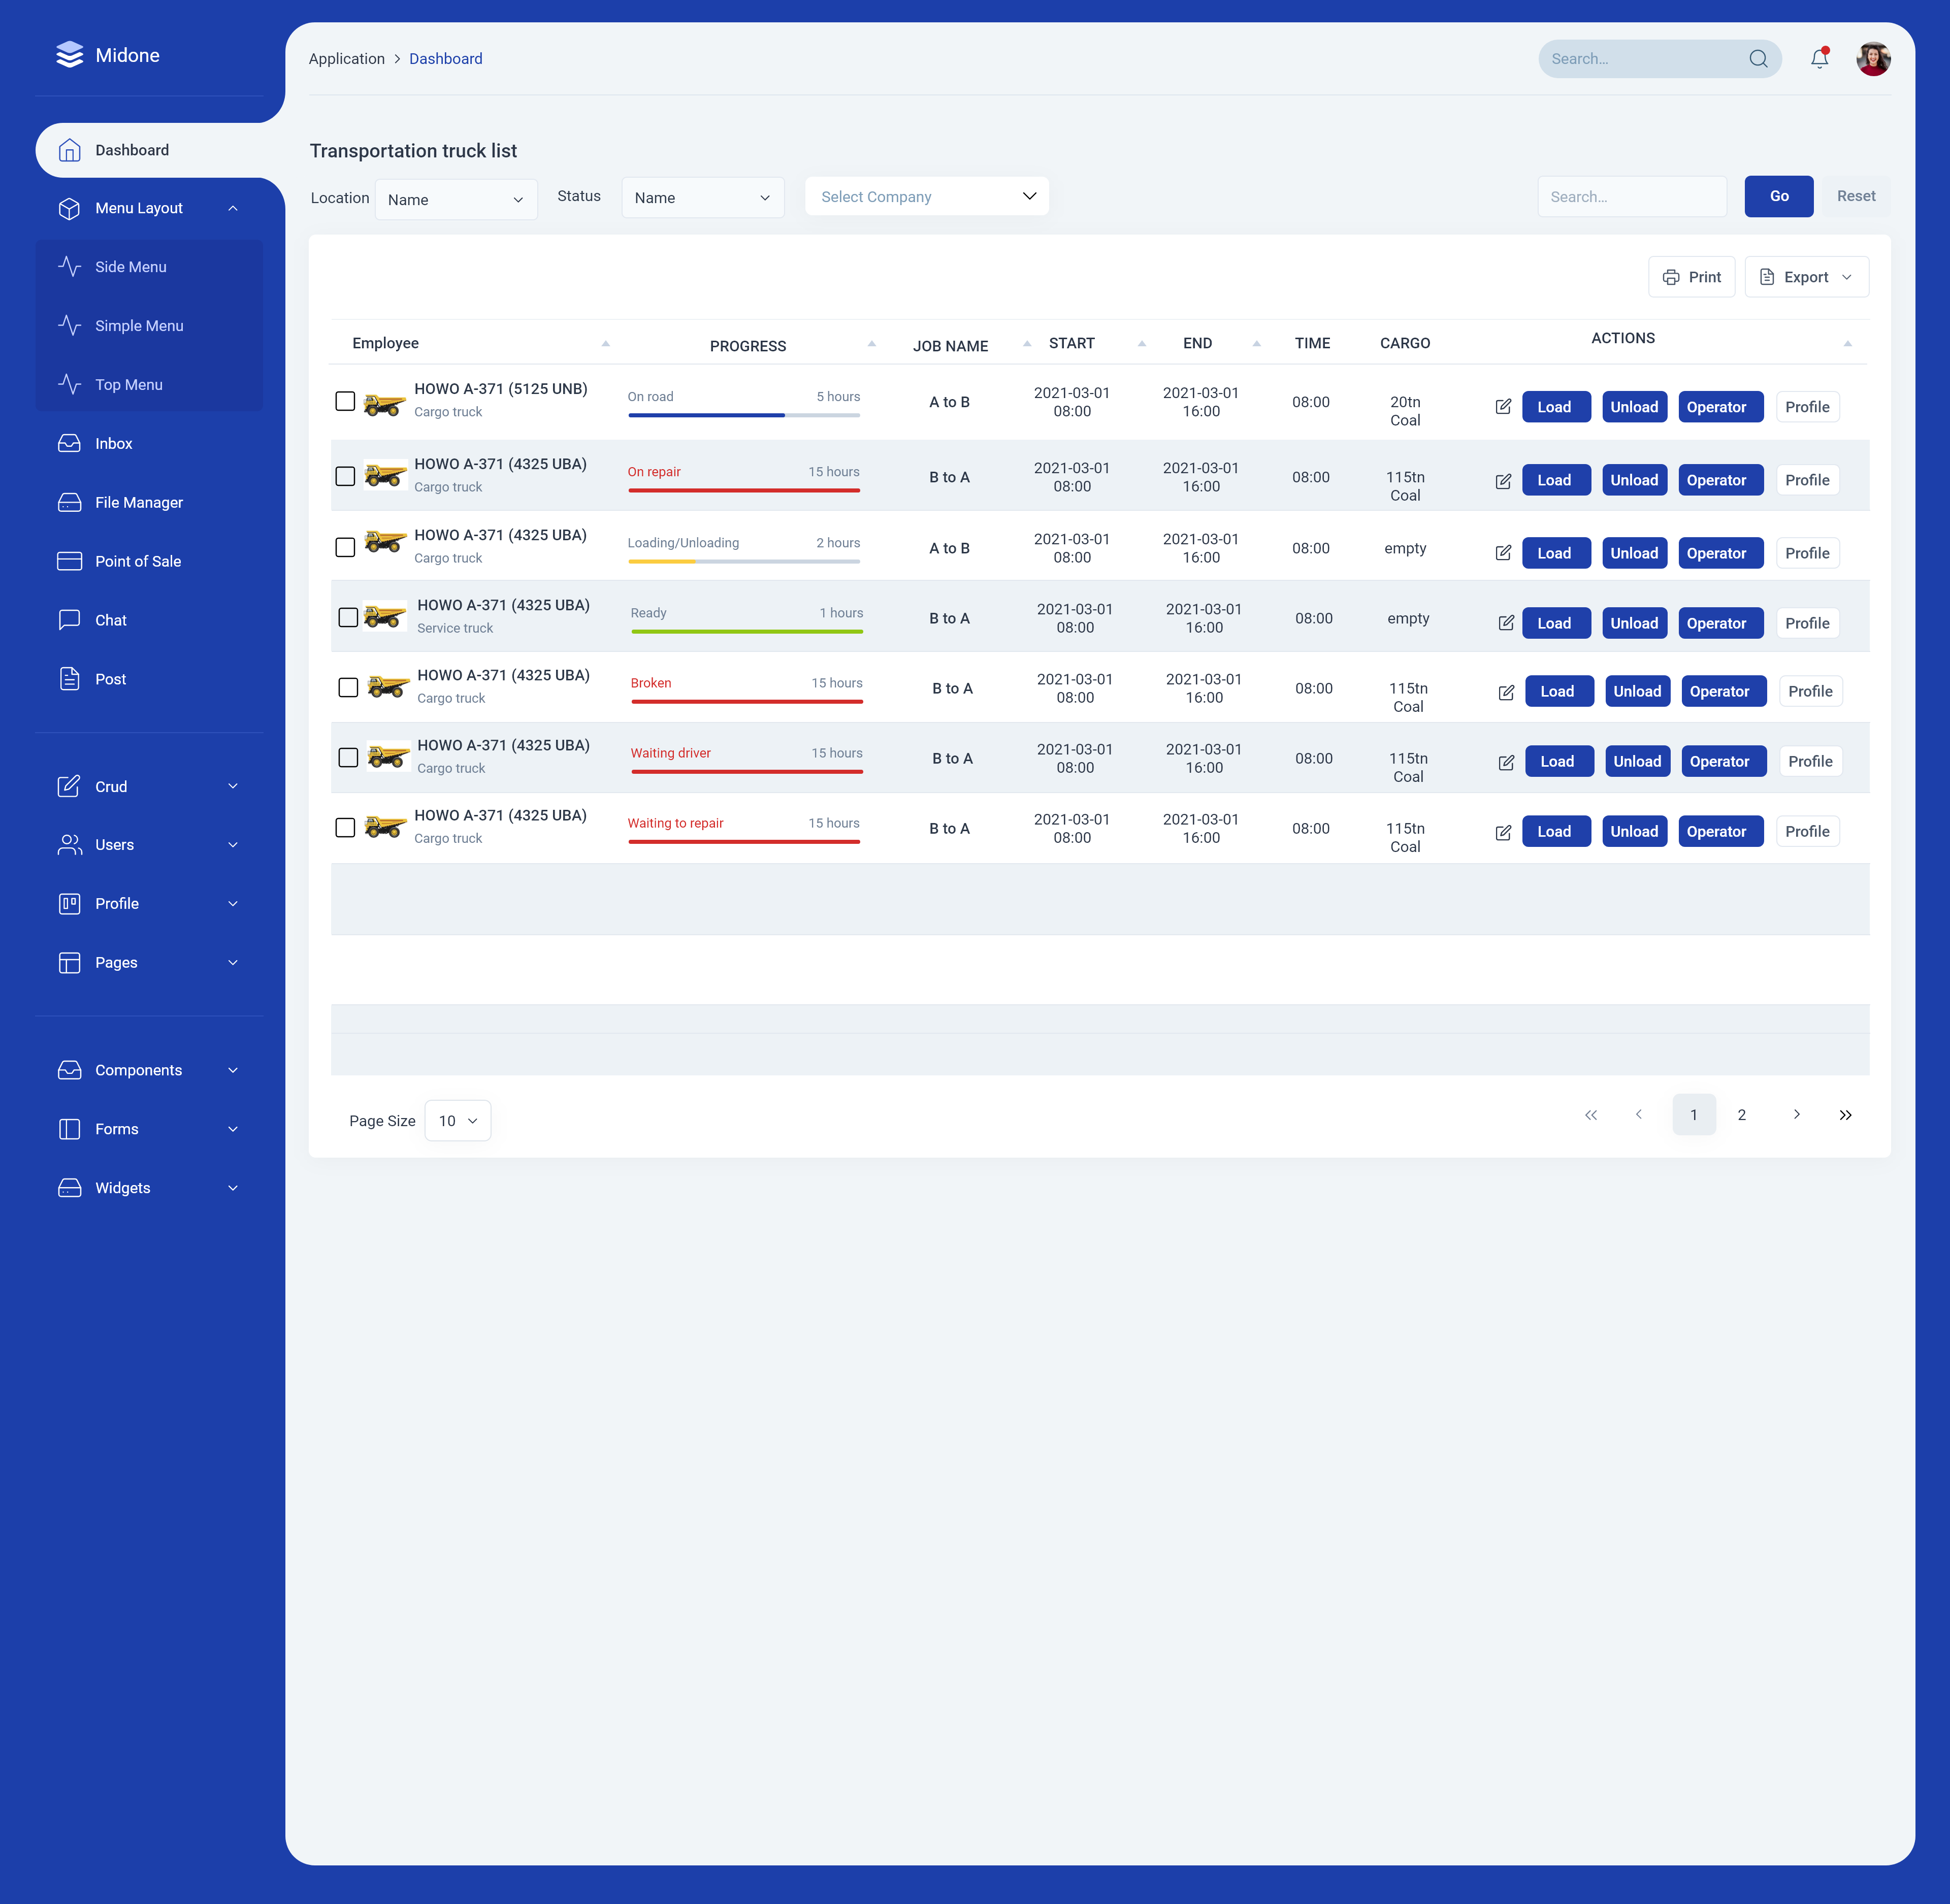 Midone
Application > Dashboard
Search...
Dashboard
Menu Layout
Side Menu
Simple Menu
Top Menu
Inbox
File Manager
Point of Sale
Chat
Post
Crud
Users
Profile
Pages
Components
Forms
Widgets
Transportation truck list
Location Name Status Name Select Company Search... Go Reset
Print Export
Employee PROGRESS JOB NAME START END TIME CARGO ACTIONS
HOWO A-371 (5125 UNB)
Cargo truck
On road 5 hours
A to B
2021-03-01
08:00
2021-03-01
16:00
08:00
20tn
Coal
Load Unload Operator Profile
HOWO A-371 (4325 UBA)
Cargo truck
On repair 15 hours
B to A
2021-03-01
08:00
2021-03-01
16:00
08:00
115tn
Coal
Load Unload Operator Profile
HOWO A-371 (4325 UBA)
Cargo truck
Loading/Unloading 2 hours
A to B
2021-03-01
08:00
2021-03-01
16:00
08:00
empty
Load Unload Operator Profile
HOWO A-371 (4325 UBA)
Service truck
Ready 1 hours
B to A
2021-03-01
08:00
2021-03-01
16:00
08:00
empty
Load Unload Operator Profile
HOWO A-371 (4325 UBA)
Cargo truck
Broken 15 hours
B to A
2021-03-01
08:00
2021-03-01
16:00
08:00
115tn
Coal
Load Unload Operator Profile
HOWO A-371 (4325 UBA)
Cargo truck
Waiting driver 15 hours
B to A
2021-03-01
08:00
2021-03-01
16:00
08:00
115tn
Coal
Load Unload Operator Profile
HOWO A-371 (4325 UBA)
Cargo truck
Waiting to repair 15 hours
B to A
2021-03-01
08:00
2021-03-01
16:00
08:00
115tn
Coal
Load Unload Operator Profile
Page Size 10
1 2